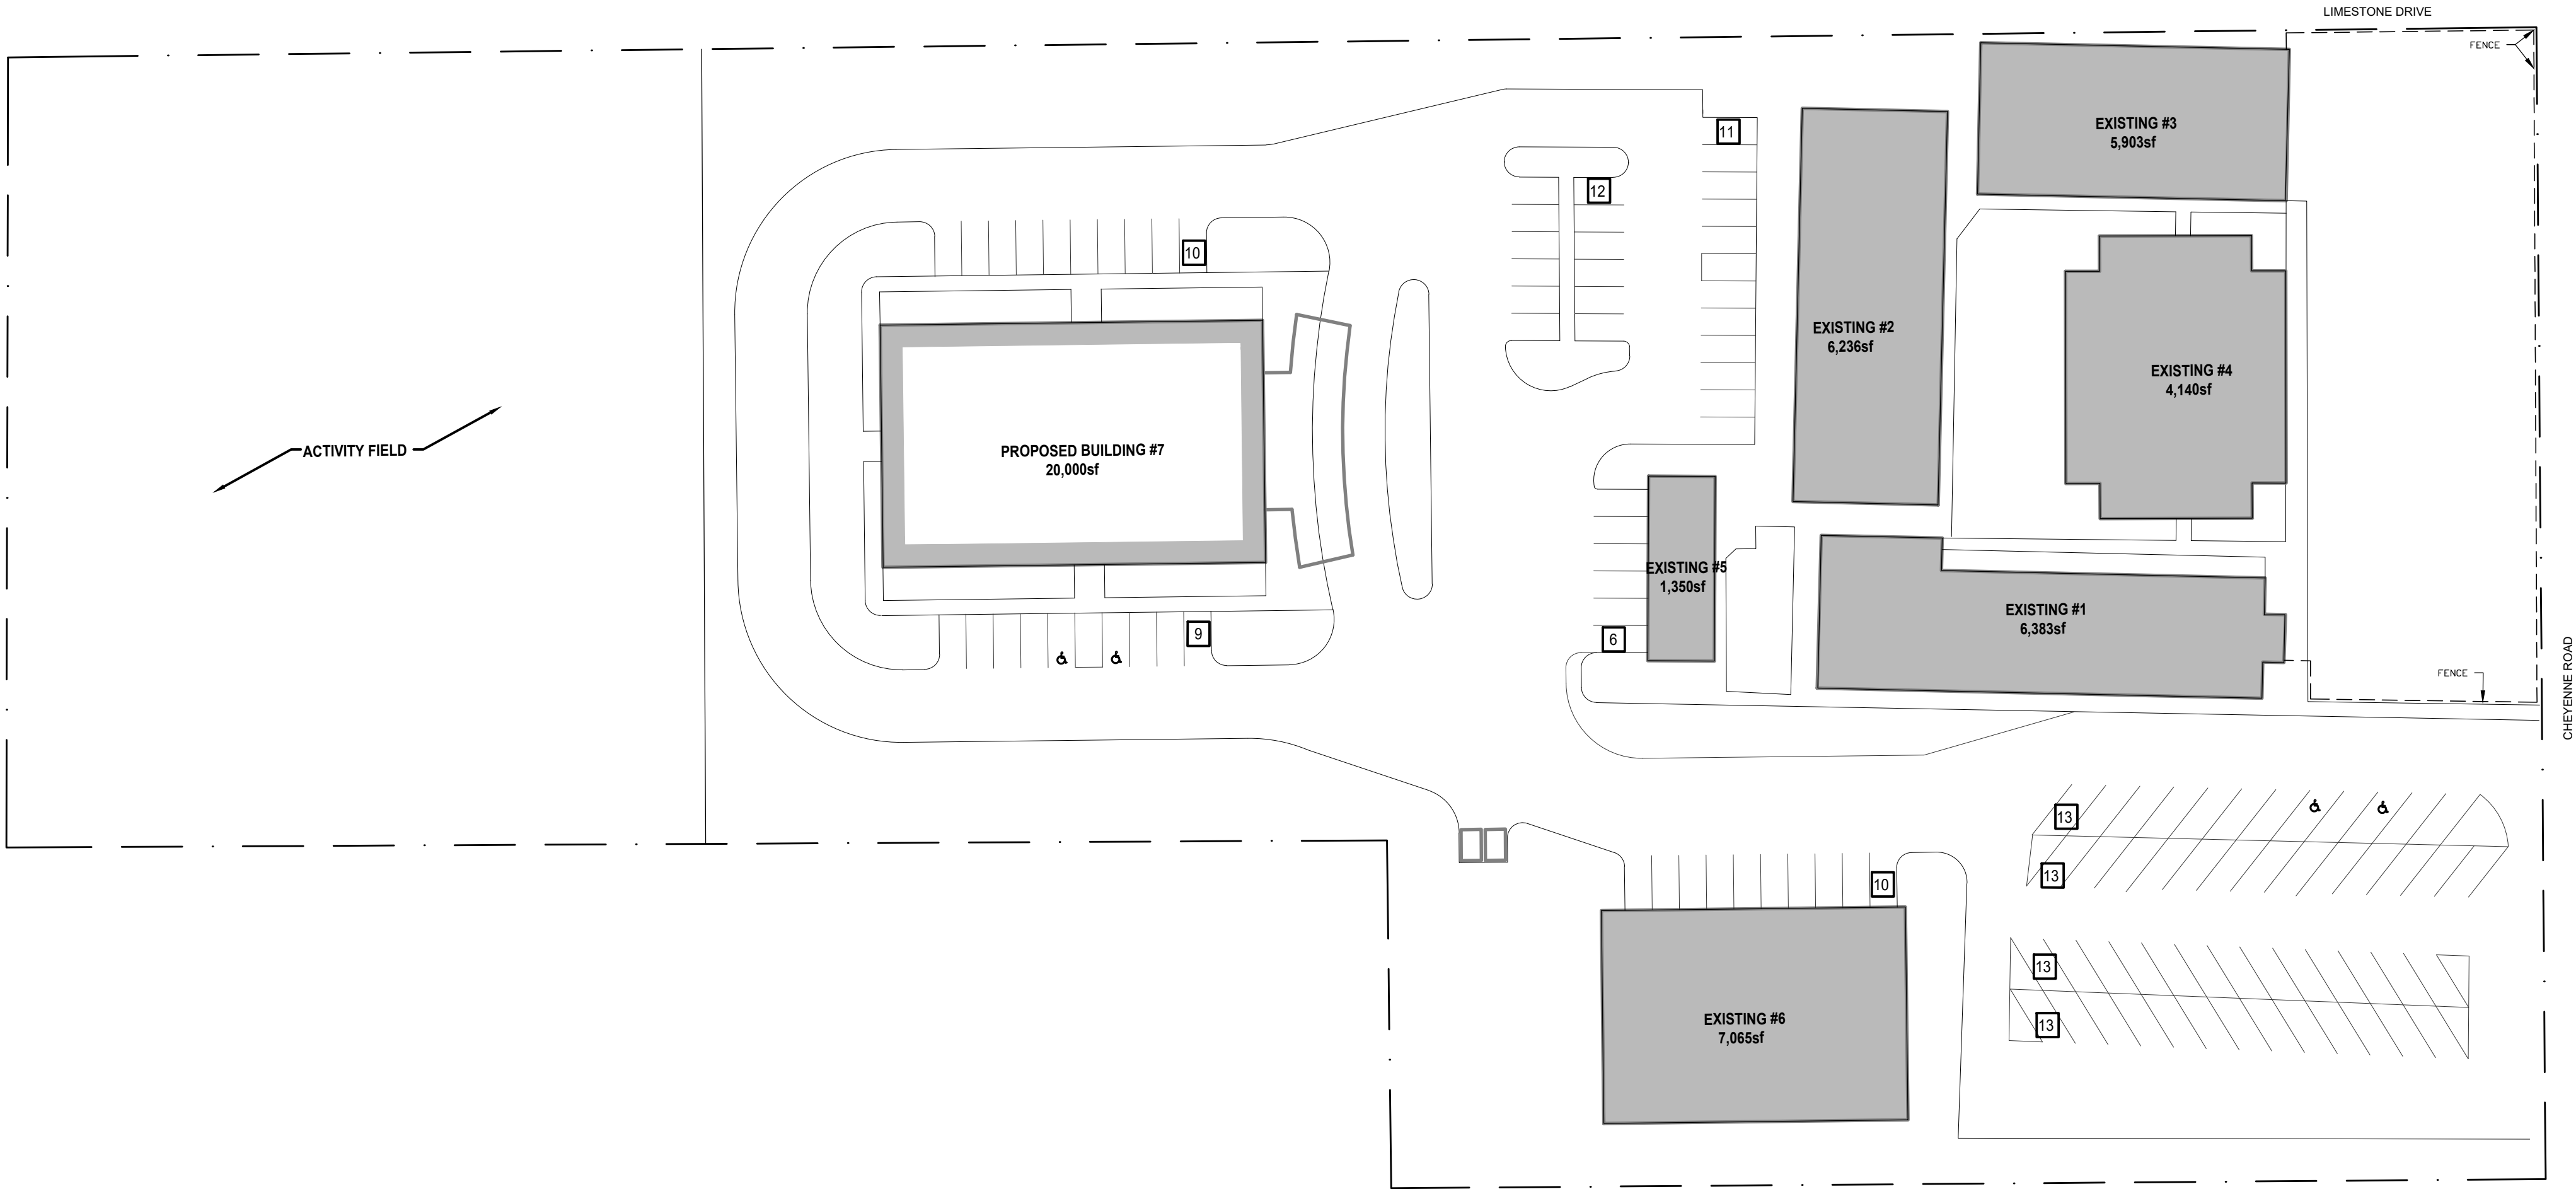 LIMESTONE DRIVE
FENCE
11
EXISTING #3
5,903sf
12
10
EXISTING #2
6,236sf
EXISTING #4
4,140sf
ACTIVITY FIELD
PROPOSED BUILDING #7
20,000sf
EXISTING #5
1,350sf
EXISTING #1
6,383sf
9
6
FENCE
CHEYENNE ROAD
13
13
10
13
13
EXISTING #6
7,065sf